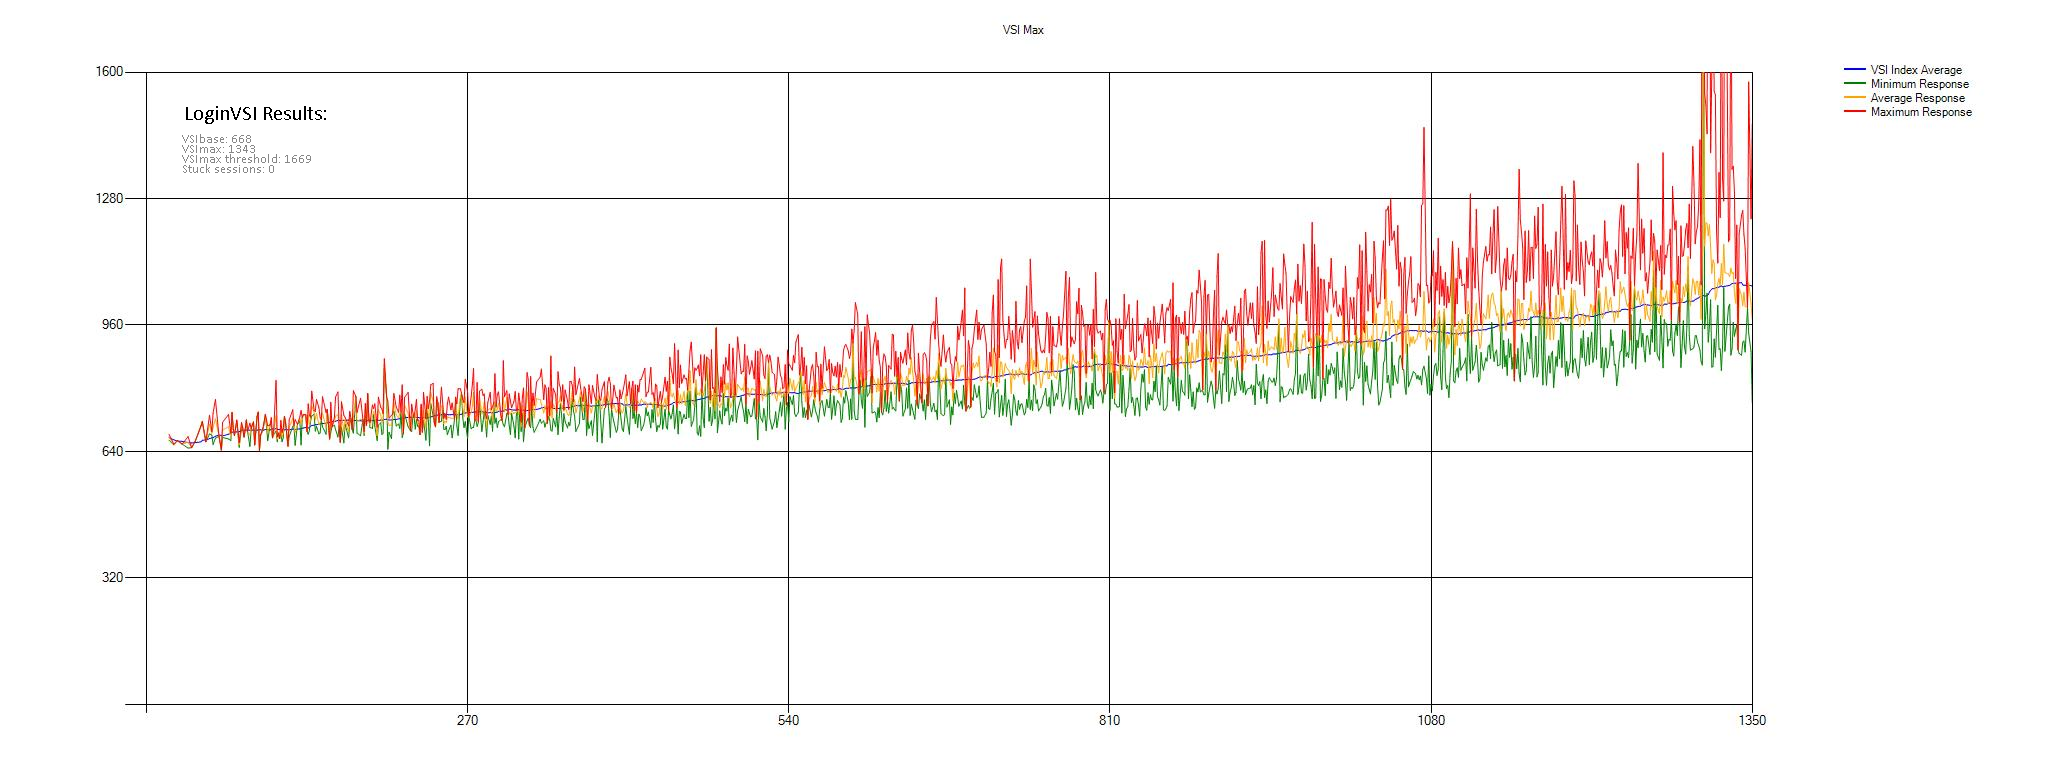 VSI Max
1600
1280
960
640
320
LoginVSI Results:
VSIbase: 668
VSImax: 1343
VSImax threshold: 1669
Stuck sessions: 0
VSI Index Average
Minimum Response
Average Response
Maximum Response
270
540
810
1080
1350